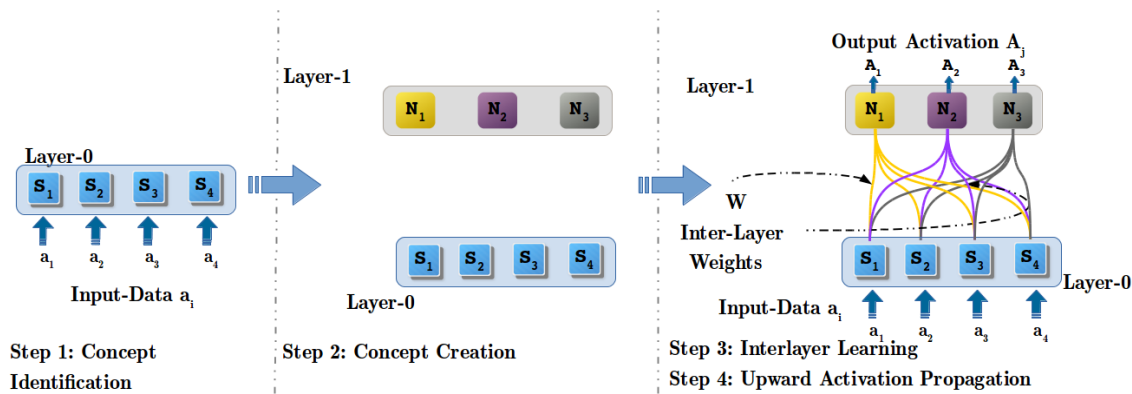 Layer-0
S1 S2 S3 S4
a1 a2 a3 a4
Input-Data ai
Step 1: Concept
Identification
Layer-1
N1 N2 N3
S1 S2 S3 S4
Layer-0
Step 2: Concept Creation
Output Activation Aj
A1 A2 A3
Layer-1
N1 N2 N3
W
Inter-Layer
Weights
S1 S2 S3 S4
Layer-0
Input-Data ai
a1 a2 a3 a4
Step 3: Interlayer Learning
Step 4: Upward Activation Propagation